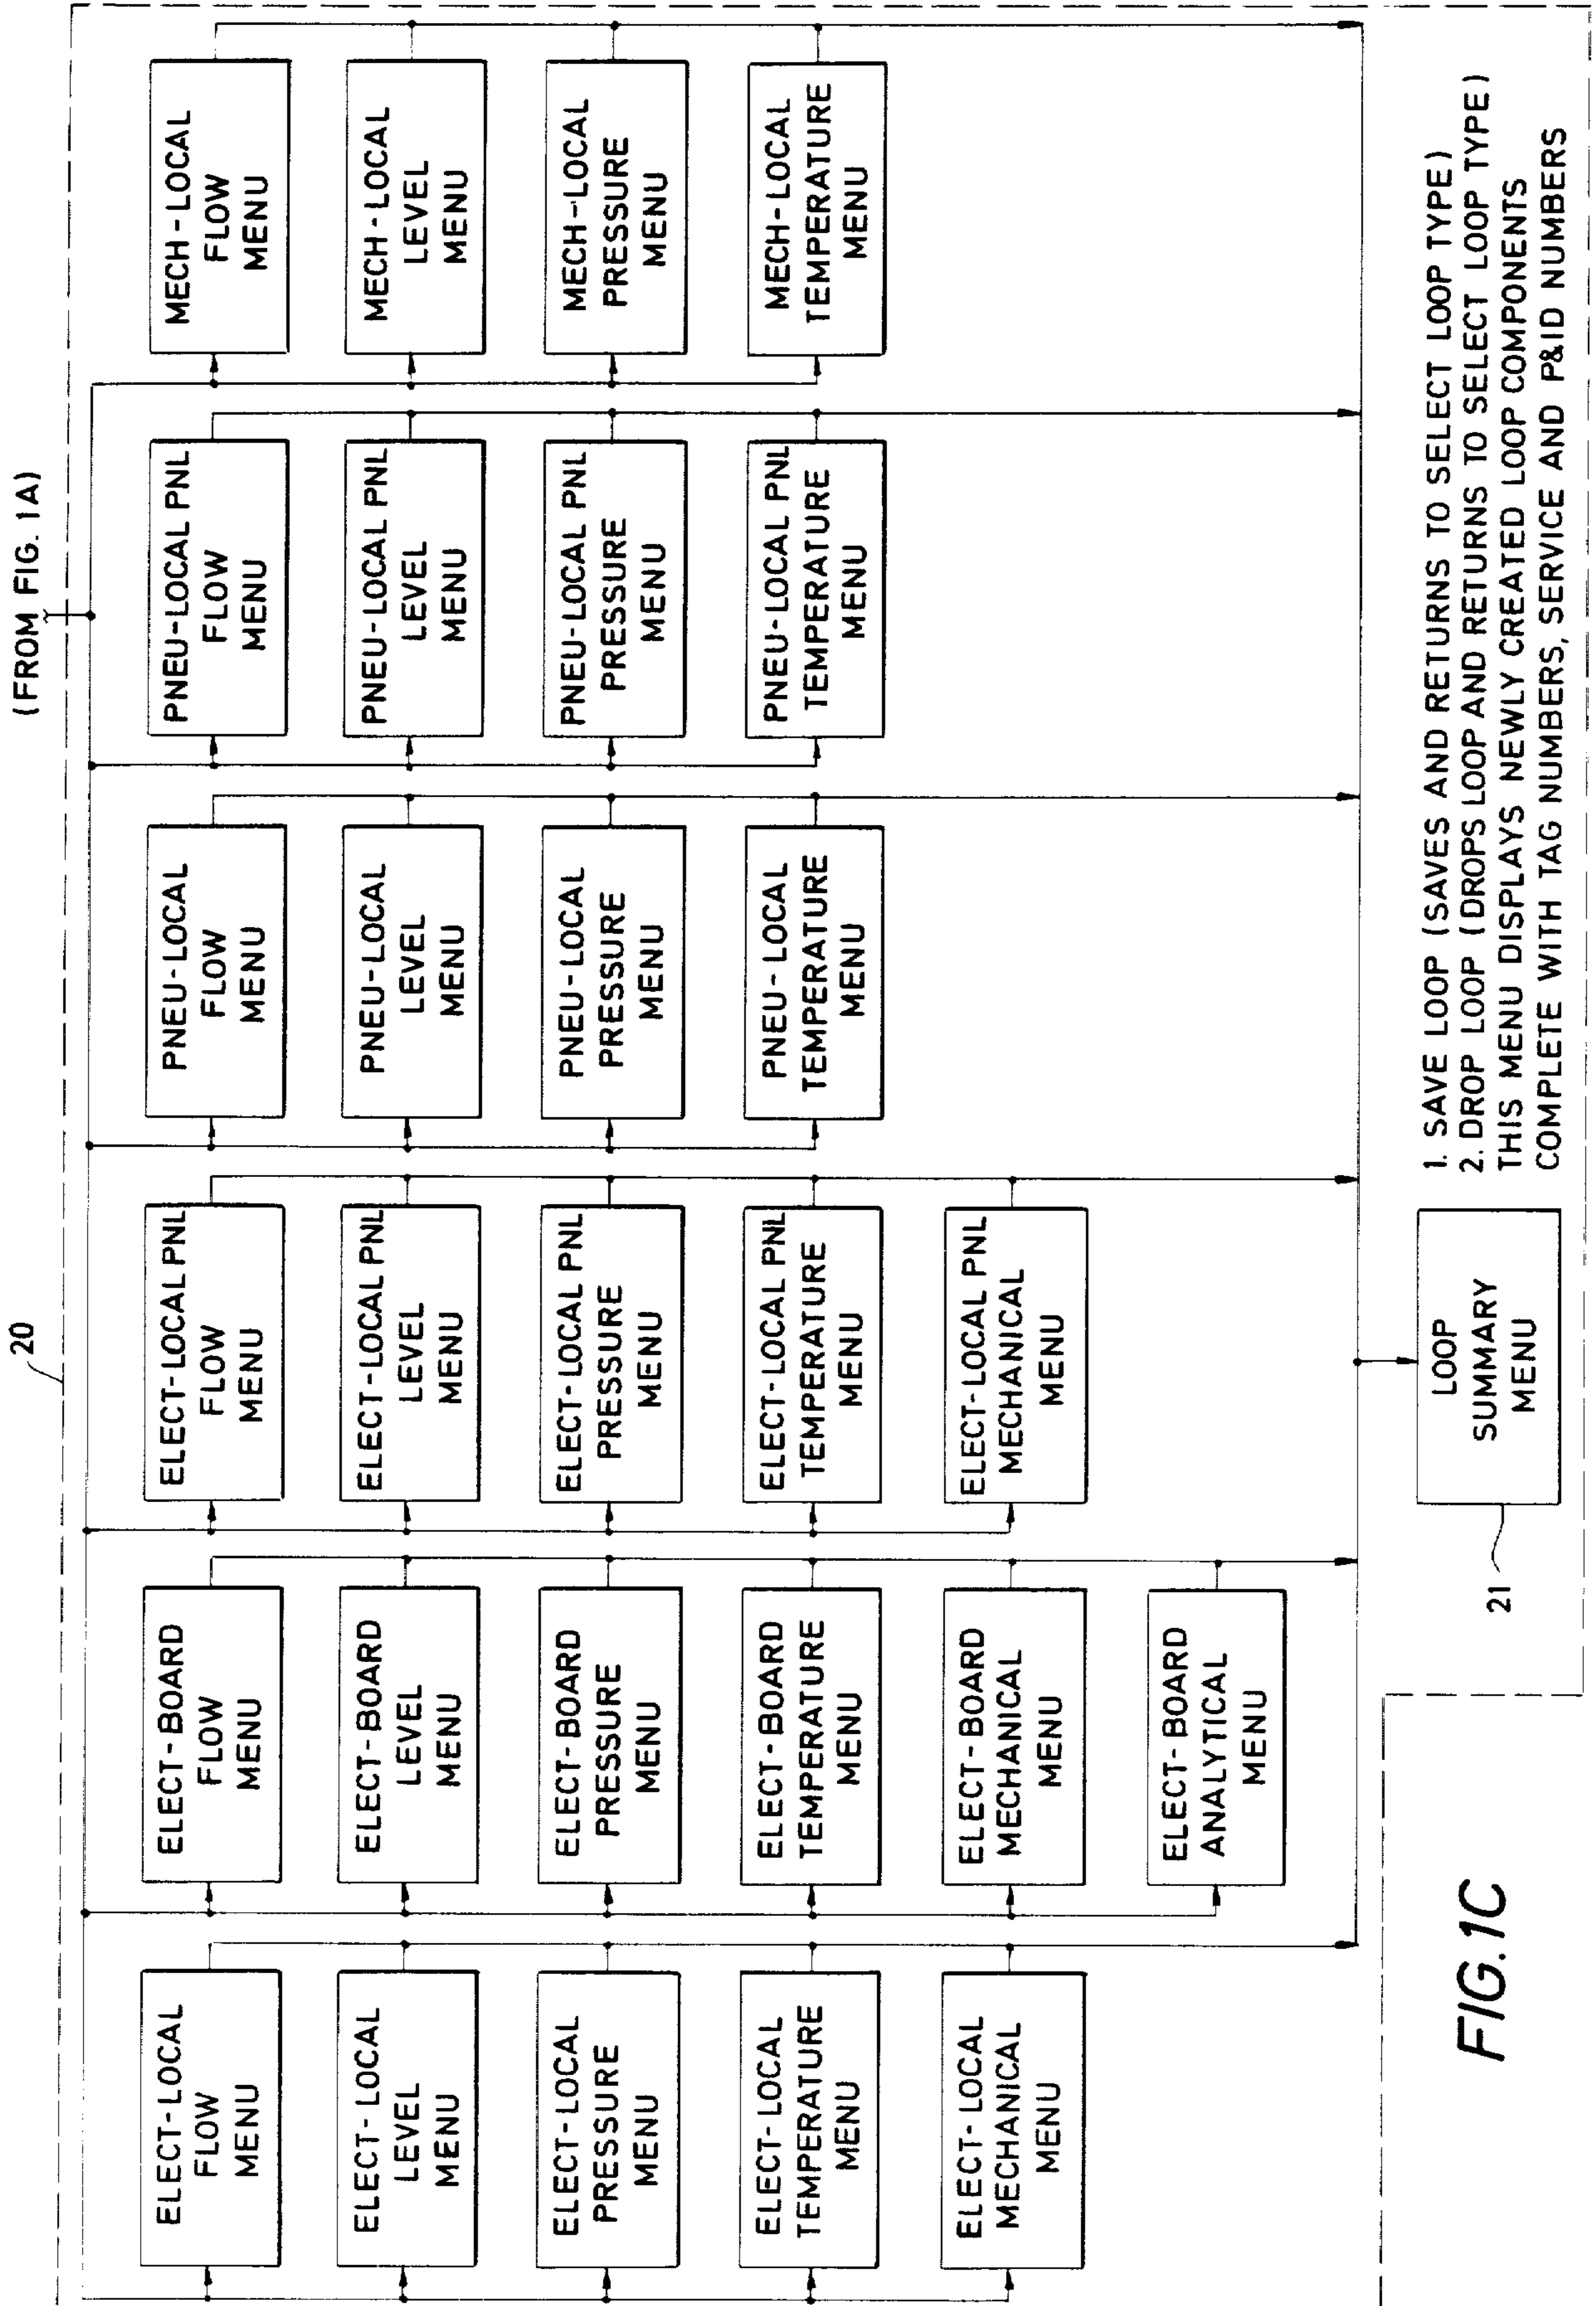 (FROM FIG. 1A)
20
ELECT-LOCAL
FLOW
MENU
ELECT-BOARD
FLOW
MENU
ELECT-LOCAL PNL
FLOW
MENU
PNEU-LOCAL
FLOW
MENU
PNEU-LOCAL PNL
FLOW
MENU
MECH-LOCAL
FLOW
MENU
ELECT-LOCAL
LEVEL
MENU
ELECT-BOARD
LEVEL
MENU
ELECT-LOCAL PNL
LEVEL
MENU
PNEU-LOCAL
LEVEL
MENU
PNEU-LOCAL PNL
LEVEL
MENU
MECH-LOCAL
LEVEL
MENU
ELECT-LOCAL
PRESSURE
MENU
ELECT-BOARD
PRESSURE
MENU
ELECT-LOCAL PNL
PRESSURE
MENU
PNEU-LOCAL
PRESSURE
MENU
PNEU-LOCAL PNL
PRESSURE
MENU
MECH-LOCAL
PRESSURE
MENU
ELECT-LOCAL
TEMPERATURE
MENU
ELECT-BOARD
TEMPERATURE
MENU
ELECT-LOCAL PNL
TEMPERATURE
MENU
PNEU-LOCAL
TEMPERATURE
MENU
PNEU-LOCAL PNL
TEMPERATURE
MENU
MECH-LOCAL
TEMPERATURE
MENU
ELECT-LOCAL
MECHANICAL
MENU
ELECT-BOARD
MECHANICAL
MENU
ELECT-LOCAL PNL
MECHANICAL
MENU
ELECT-BOARD
ANALYTICAL
MENU
21
LOOP
SUMMARY
MENU
1. SAVE LOOP (SAVES AND RETURNS TO SELECT LOOP TYPE)
2. DROP LOOP (DROPS LOOP AND RETURNS TO SELECT LOOP TYPE)
THIS MENU DISPLAYS NEWLY CREATED LOOP COMPONENTS
COMPLETE WITH TAG NUMBERS, SERVICE AND P&ID NUMBERS
FIG. 1C